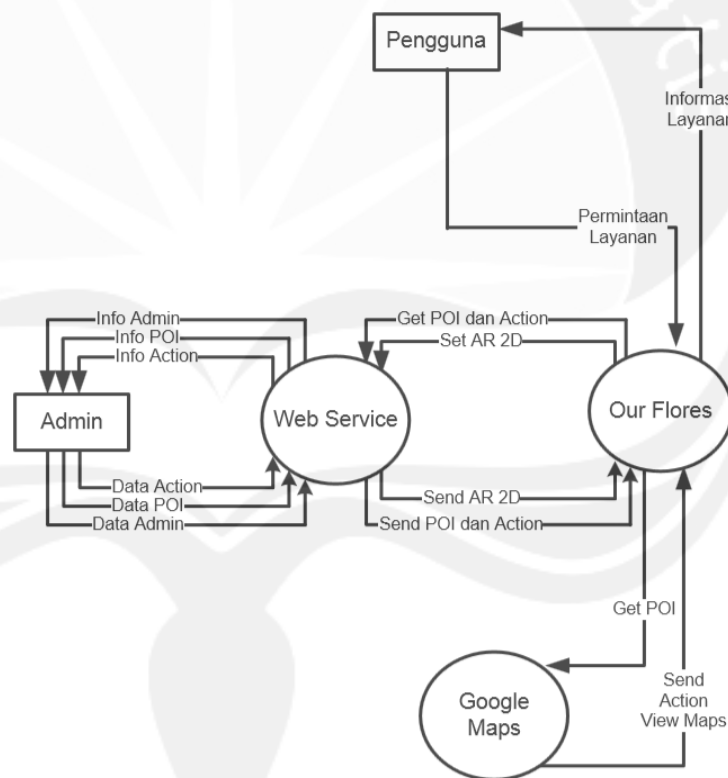 Pengguna
Informas
Layanan
Permintaan
Layanan
Info Admin
Info POI
Info Action
Get POI dan Action
Set AR 2D
Admin
Web Service
Our Flores
Data Action
Data POI
Data Admin
Send AR 2D
Send POI dan Action
Get POI
Google
Maps
Send
Action
View Maps